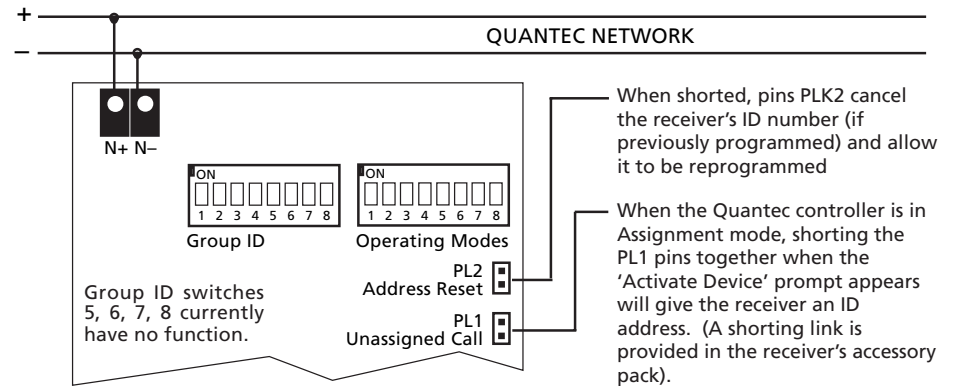 +
–
QUANTEC NETWORK
N+ N–
ON
1 2 3 4 5 6 7 8
Group ID
ON
1 2 3 4 5 6 7 8
Operating Modes
PL2
Address Reset
PL1
Unassigned Call
Group ID switches
5, 6, 7, 8 currently
have no function.
When shorted, pins PLK2 cancel
the receiver's ID number (if
previously programmed) and allow
it to be reprogrammed
When the Quantec controller is in
Assignment mode, shorting the
PL1 pins together when the
'Activate Device' prompt appears
will give the receiver an ID
address. (A shorting link is
provided in the receiver's accessory
pack).